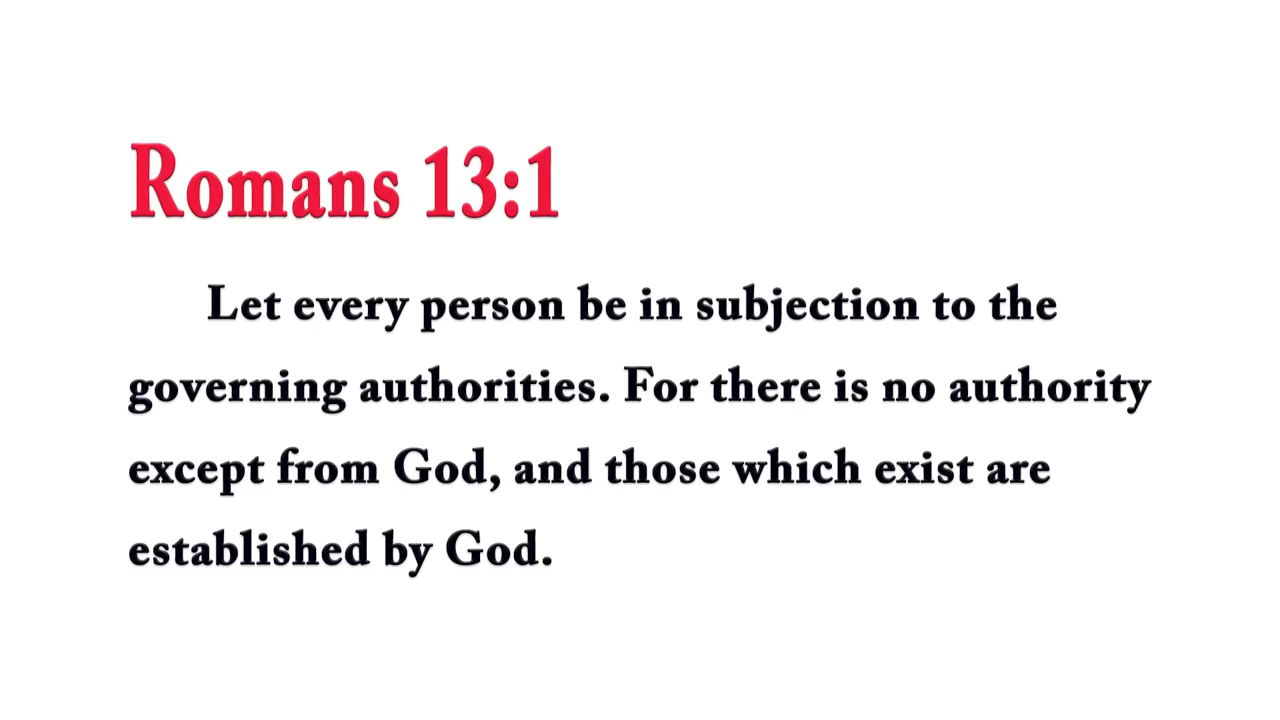 Romans 13:1
Let every person be in subjection to the
governing authorities. For there is no authority
except from God, and those which exist are
established by God.